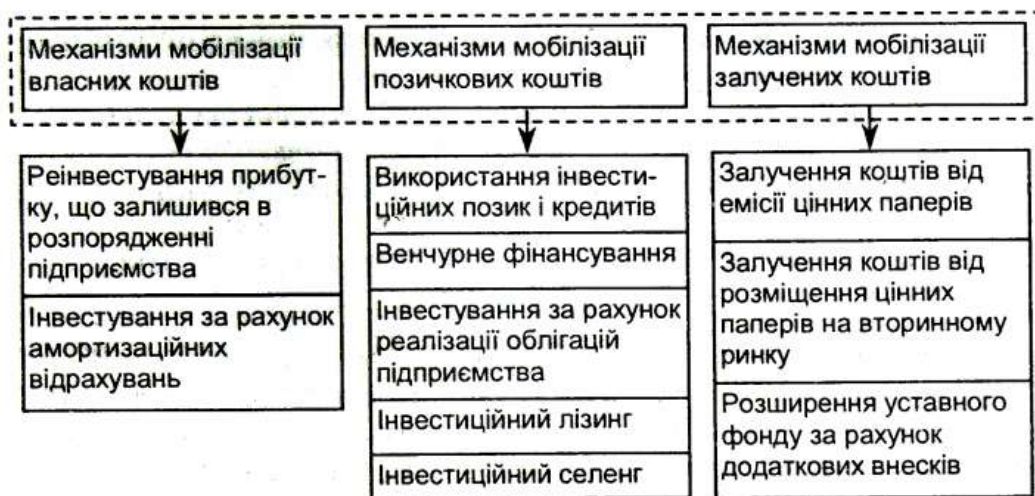 Механізми мобілізації
власних коштів
Механізми мобілізації
позичкових коштів
Механізми мобілізації
залучених коштів
Реінвестування прибут-
ку, що залишився в
розпорядженні
підприємства
Інвестування за рахунок
амортизаційних
відрахувань
Використання інвести-
ційних позик і кредитів
Венчурне фінансування
Інвестування за рахунок
реалізації облігацій
підприємства
Інвестиційний лізинг
Інвестиційний селенг
Залучення коштів від
емісії цінних паперів
Залучення коштів від
розміщення цінних
паперів на вторинному
ринку
Розширення уставного
фонду за рахунок
додаткових внесків